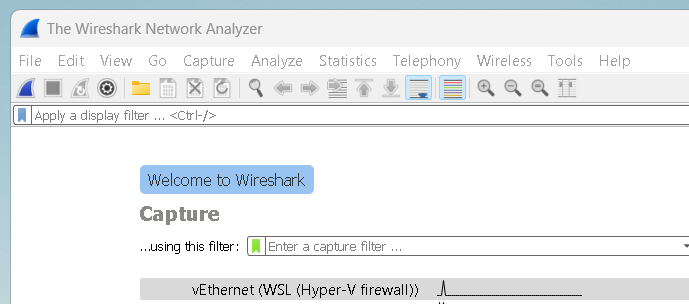 The Wireshark Network Analyzer
File Edit View Go Capture Analyze Statistics Telephony Wireless Tools Help
Apply a display filter ... <Ctrl-/>
Welcome to Wireshark
Capture
...using this filter: Enter a capture filter ...
vEthernet (WSL (Hyper-V firewall))